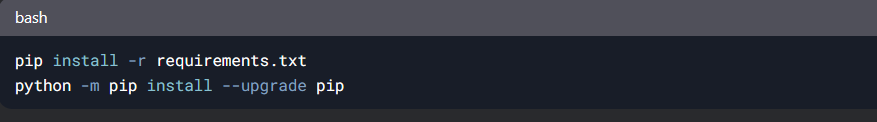 bash
pip install -r requirements.txt
python -m pip install --upgrade pip